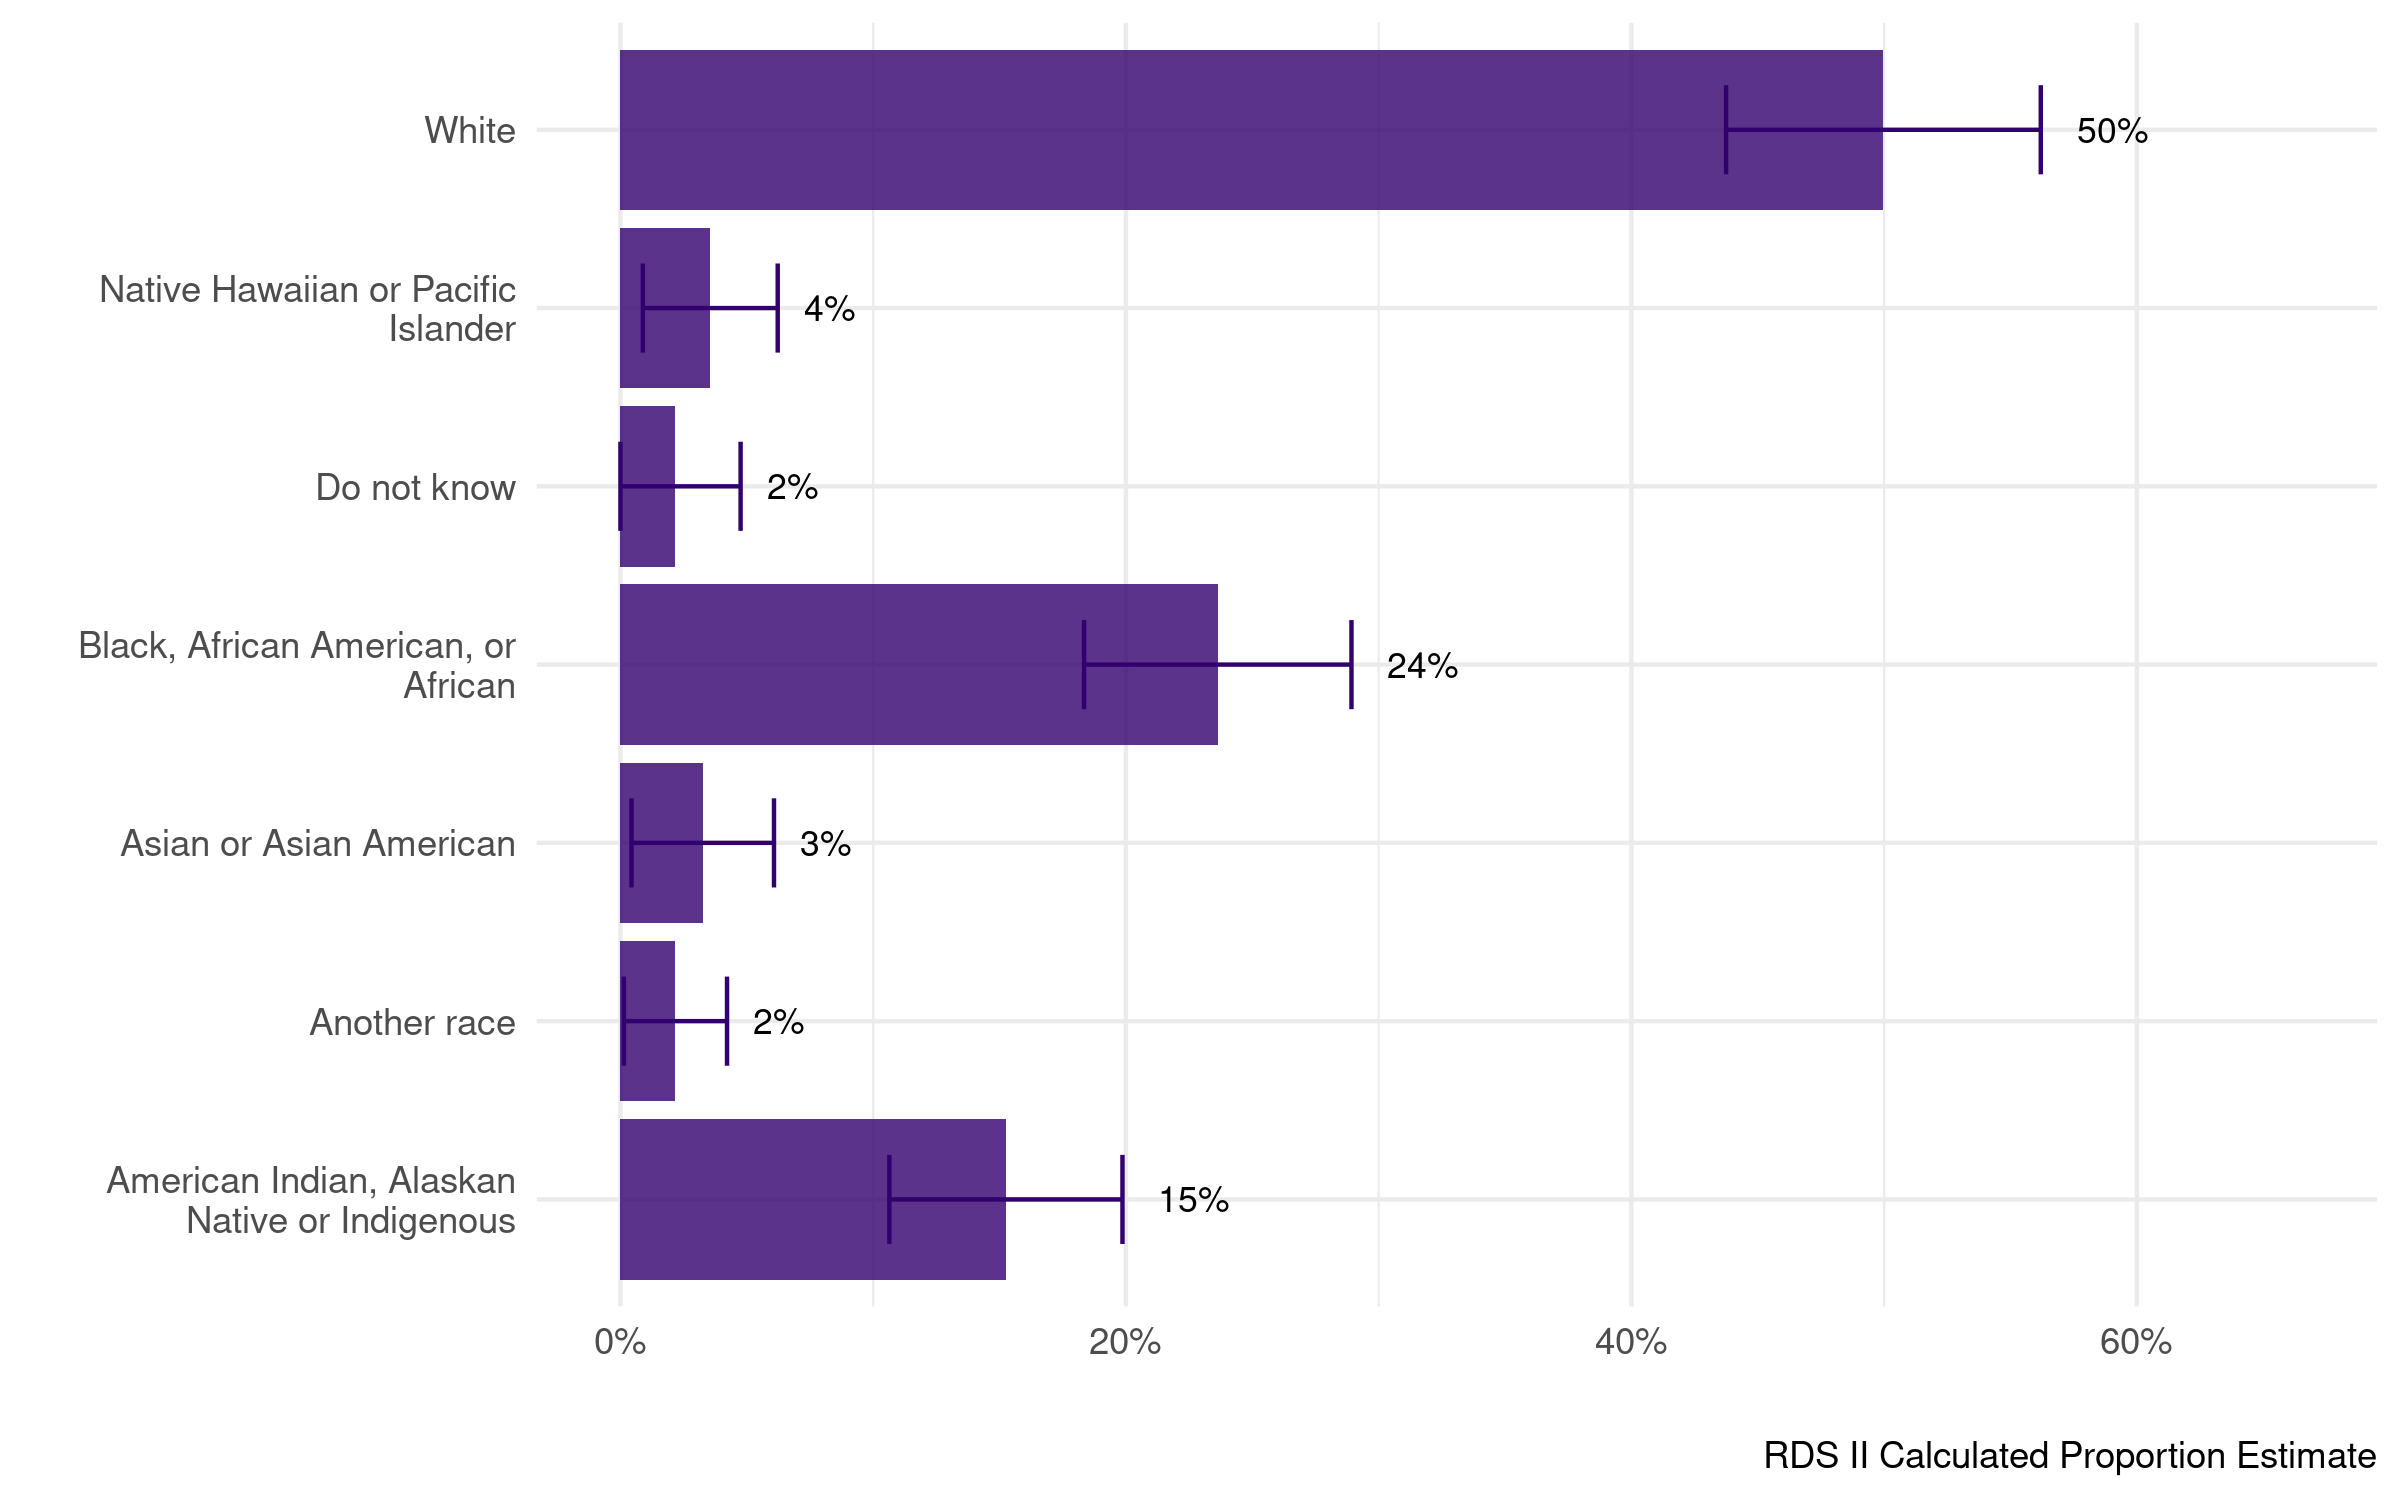 White
50%
Native Hawaiian or Pacific
Islander
4%
Do not know
2%
Black, African American, or
African
24%
Asian or Asian American
3%
Another race
2%
American Indian, Alaskan
Native or Indigenous
15%
0%
20%
40%
60%
RDS II Calculated Proportion Estimate